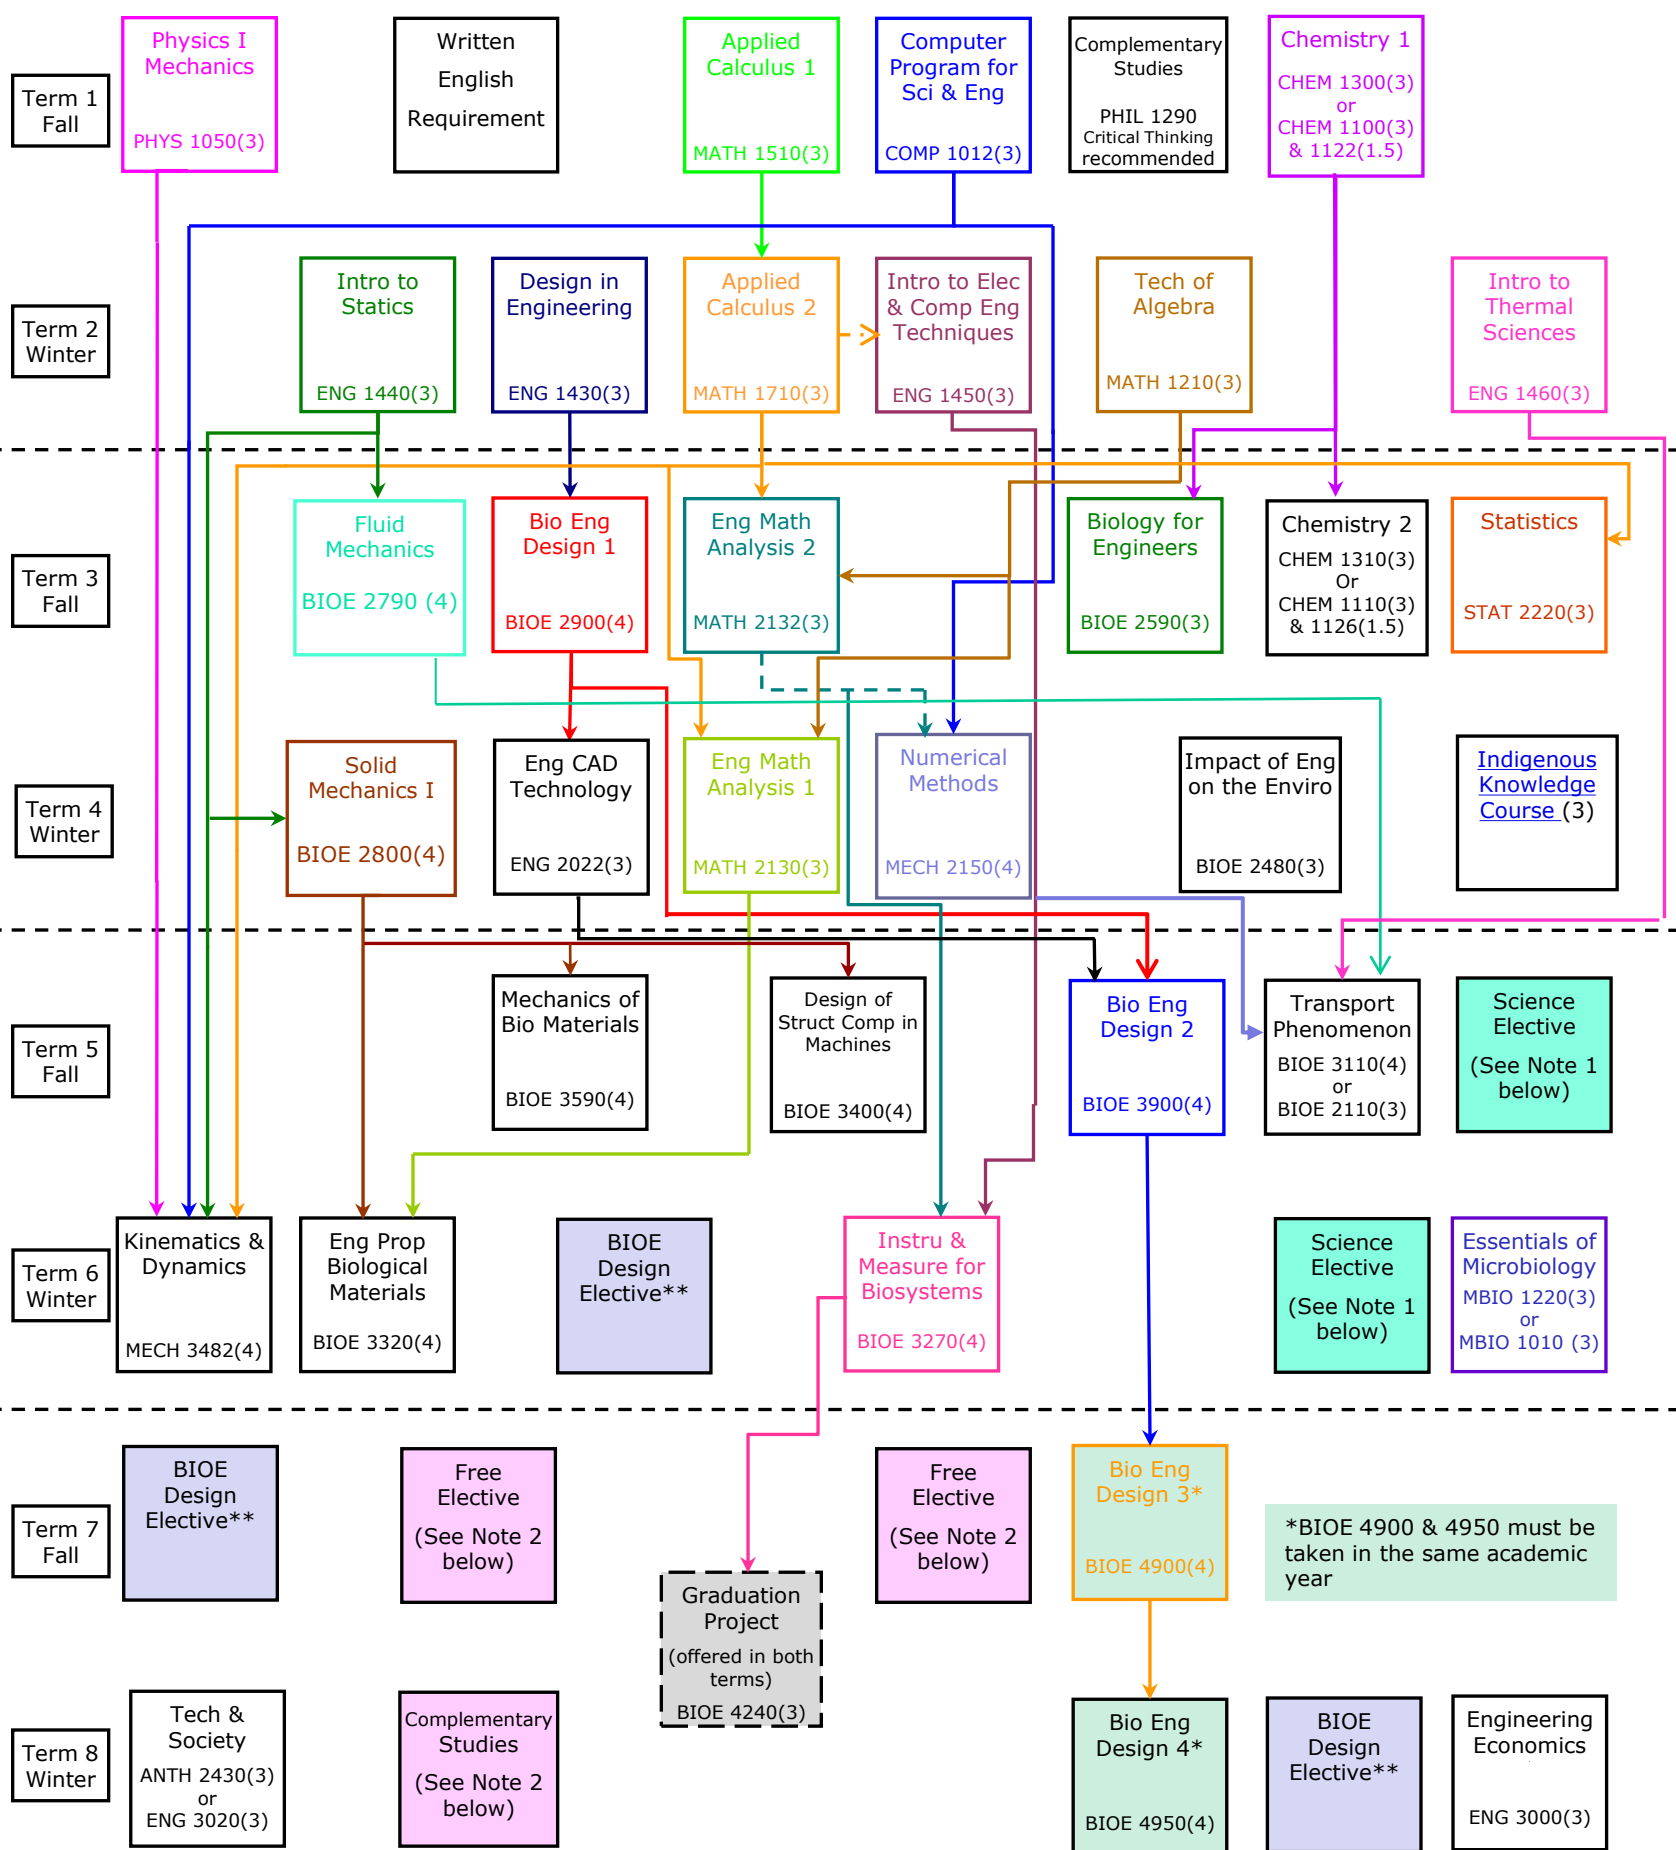 Term 1
Fall
Physics I
Mechanics
PHYS 1050(3)
Written
English
Requirement
Applied
Calculus 1
MATH 1510(3)
Computer
Program for
Sci & Eng
COMP 1012(3)
Complementary
Studies
PHIL 1290
Critical Thinking
recommended
Chemistry 1
CHEM 1300(3)
or
CHEM 1100(3)
& 1122(1.5)
Term 2
Winter
Intro to
Statics
ENG 1440(3)
Design in
Engineering
ENG 1430(3)
Applied
Calculus 2
MATH 1710(3)
Intro to Elec
& Comp Eng
Techniques
ENG 1450(3)
Tech of
Algebra
MATH 1210(3)
Intro to
Thermal
Sciences
ENG 1460(3)
Term 3
Fall
Fluid
Mechanics
BIOE 2790 (4)
Bio Eng
Design 1
BIOE 2900(4)
Eng Math
Analysis 2
MATH 2132(3)
Biology for
Engineers
BIOE 2590(3)
Chemistry 2
CHEM 1310(3)
Or
CHEM 1110(3)
& 1126(1.5)
Statistics
STAT 2220(3)
Term 4
Winter
Solid
Mechanics I
BIOE 2800(4)
Eng CAD
Technology
ENG 2022(3)
Eng Math
Analysis 1
MATH 2130(3)
Numerical
Methods
MECH 2150(4)
Impact of Eng
on the Enviro
BIOE 2480(3)
Indigenous
Knowledge
Course (3)
Term 5
Fall
Mechanics of
Bio Materials
BIOE 3590(4)
Design of
Struct Comp in
Machines
BIOE 3400(4)
Bio Eng
Design 2
BIOE 3900(4)
Transport
Phenomenon
BIOE 3110(4)
or
BIOE 2110(3)
Science
Elective
(See Note 1
below)
Term 6
Winter
Kinematics &
Dynamics
MECH 3482(4)
Eng Prop
Biological
Materials
BIOE 3320(4)
BIOE
Design
Elective**
Instru &
Measure for
Biosystems
BIOE 3270(4)
Science
Elective
(See Note 1
below)
Essentials of
Microbiology
MBIO 1220(3)
or
MBIO 1010 (3)
Term 7
Fall
BIOE
Design
Elective**
Free
Elective
(See Note 2
below)
Graduation
Project
(offered in both
terms)
BIOE 4240(3)
Free
Elective
(See Note 2
below)
Bio Eng
Design 3*
BIOE 4900(4)
*BIOE 4900 & 4950 must be
taken in the same academic
year
Term 8
Winter
Tech &
Society
ANTH 2430(3)
or
ENG 3020(3)
Complementary
Studies
(See Note 2
below)
Bio Eng
Design 4*
BIOE 4950(4)
BIOE
Design
Elective**
Engineering
Economics
ENG 3000(3)